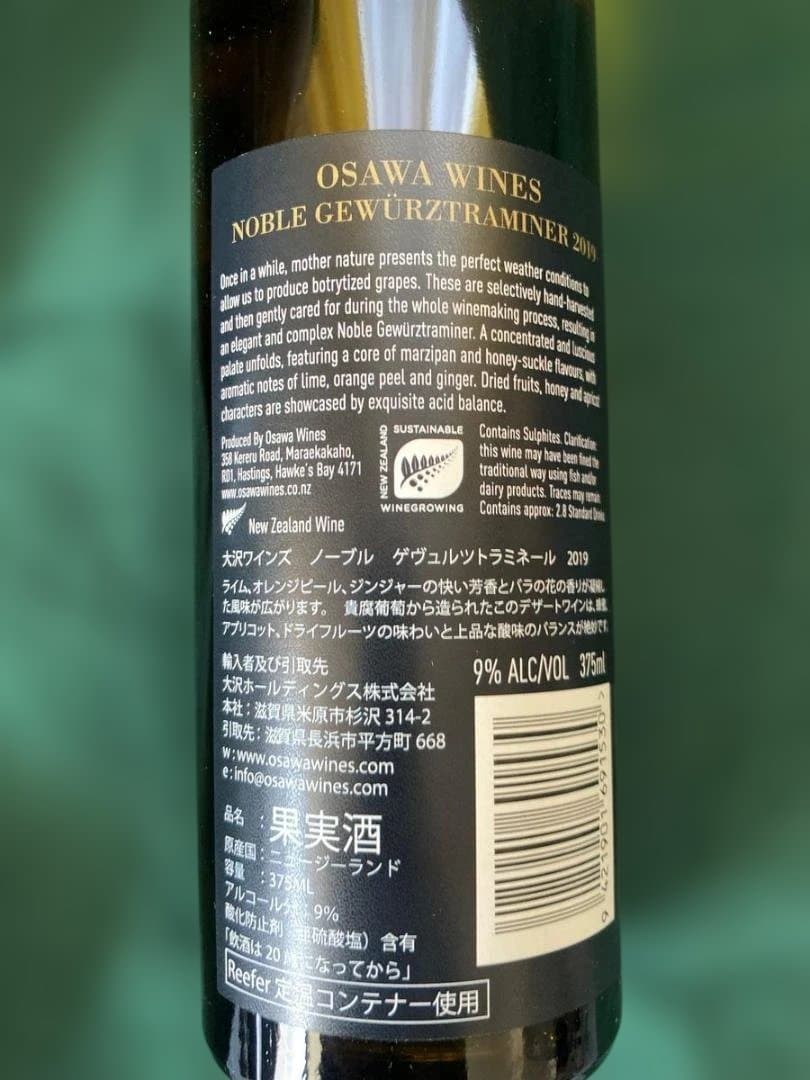 OSAWA WINES
NOBLE GEWÜRZTRAMINER 2019
Once in a while, mother nature presents the perfect weather conditions to
allow us to produce botrytized grapes. These are selectively hand-harvested
and then gently cared for during the whole winemaking process, resulting in
an elegant and complex Noble Gewürztraminer. A concentrated and luscious
palate unfolds, featuring a core of marzipan and honey-suckle flavours, with
aromatic notes of lime, orange peel and ginger. Dried fruits, honey and apricot
characters are showcased by exquisite acid balance.
Produced By Osawa Wines
358 Kereru Road, Maraekakaho,
RD1, Hastings, Hawke's Bay 4171
www.osawawines.co.nz
New Zealand Wine
NEW ZEALAND
SUSTAINABLE
WINEGROWING
Contains Sulphites. Clarification:
this wine may have been fined the
traditional way using fish and/or
dairy products. Traces may remain
Contains approx: 2.8 Standard Drinks
大沢ワインズ ノーブル ゲヴュルツトラミネール 2019
ライム、オレンジピール、ジンジャーの快い芳香とバラの花の香りが凝縮し
た風味が広がります。 貴腐葡萄から造られたこのデザートワインは、蜂蜜、
アプリコット、ドライフルーツの味わいと上品な酸味のバランスが絶妙です。
輸入者及び引取先
大沢ホールディングス株式会社
本社：滋賀県米原市杉沢 314-2
引取先：滋賀県長浜市平方町 668
w：www.osawawines.com
e：info@osawawines.com
9% ALC/VOL 375ml
9 421901 691530 >
品名 ：果実酒
原産国：ニュージーランド
容量 ：375ML
アルコール分：9%
酸化防止剤（亜硫酸塩）含有
「飲酒は20歳になってから」
Reefer 定温コンテナー使用